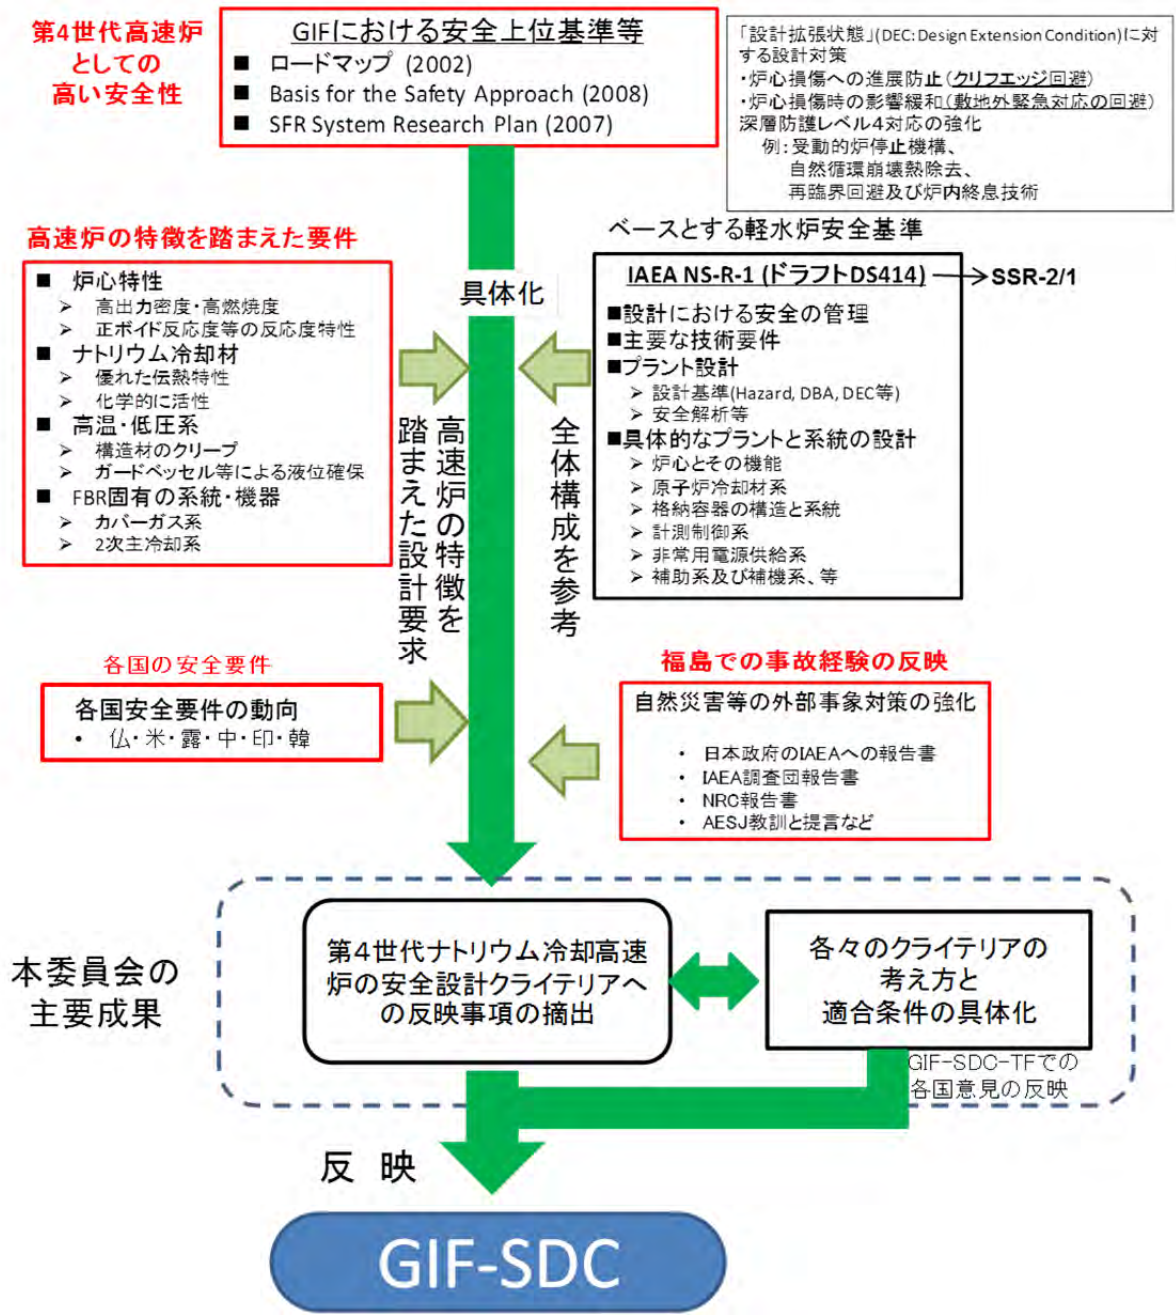 第4世代高速炉
としての
高い安全性
GIFにおける安全上位基準等
■ ロードマップ (2002)
■ Basis for the Safety Approach (2008)
■ SFR System Research Plan (2007)
「設計拡張状態」(DEC: Design Extension Condition)に対
する設計対策
・炉心損傷への進展防止(クリフエッジ回避)
・炉心損傷時の影響緩和(敷地外緊急対応の回避)
深層防護レベル4対応の強化
例:受動的炉停止機構、
自然循環崩壊熱除去、
再臨界回避及び炉内終息技術
高速炉の特徴を踏まえた要件
■ 炉心特性
➢ 高出力密度・高燃焼度
➢ 正ボイド反応度等の反応度特性
■ ナトリウム冷却材
➢ 優れた伝熱特性
➢ 化学的に活性
■ 高温・低圧系
➢ 構造材のクリープ
➢ ガードベッセル等による液位確保
■ FBR固有の系統・機器
➢ カバーガス系
➢ 2次主冷却系
具体化
ベースとする軽水炉安全基準
IAEA NS-R-1 (ドラフトDS414)
SSR-2/1
■設計における安全の管理
■主要な技術要件
■プラント設計
➢ 設計基準(Hazard, DBA, DEC等)
➢ 安全解析等
■具体的なプラントと系統の設計
➢ 炉心とその機能
➢ 原子炉冷却材系
➢ 格納容器の構造と系統
➢ 計測制御系
➢ 非常用電源供給系
➢ 補助系及び補機系、等
高速炉の特徴を
踏まえた設計要求
全体構成を参考
各国の安全要件
各国安全要件の動向
• 仏・米・露・中・印・韓
福島での事故経験の反映
自然災害等の外部事象対策の強化
• 日本政府のIAEAへの報告書
• IAEA調査団報告書
• NRC報告書
• AESJ教訓と提言など
本委員会の
主要成果
第4世代ナトリウム冷却高速
炉の安全設計クライテリアへ
の反映事項の摘出
各々のクライテリアの
考え方と
適合条件の具体化
GIF-SDC-TFでの
各国意見の反映
反 映
GIF-SDC